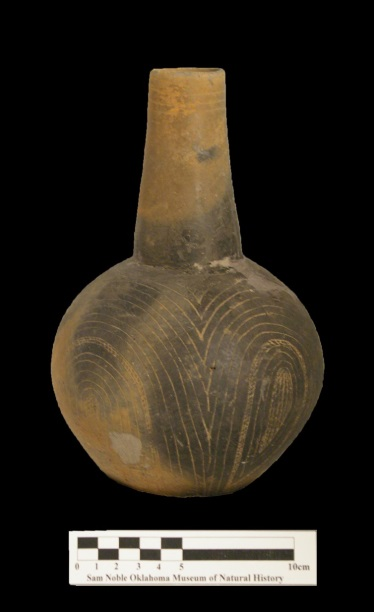 0 1 2 3 4 5 10cm
Sam Noble Oklahoma Museum of Natural History